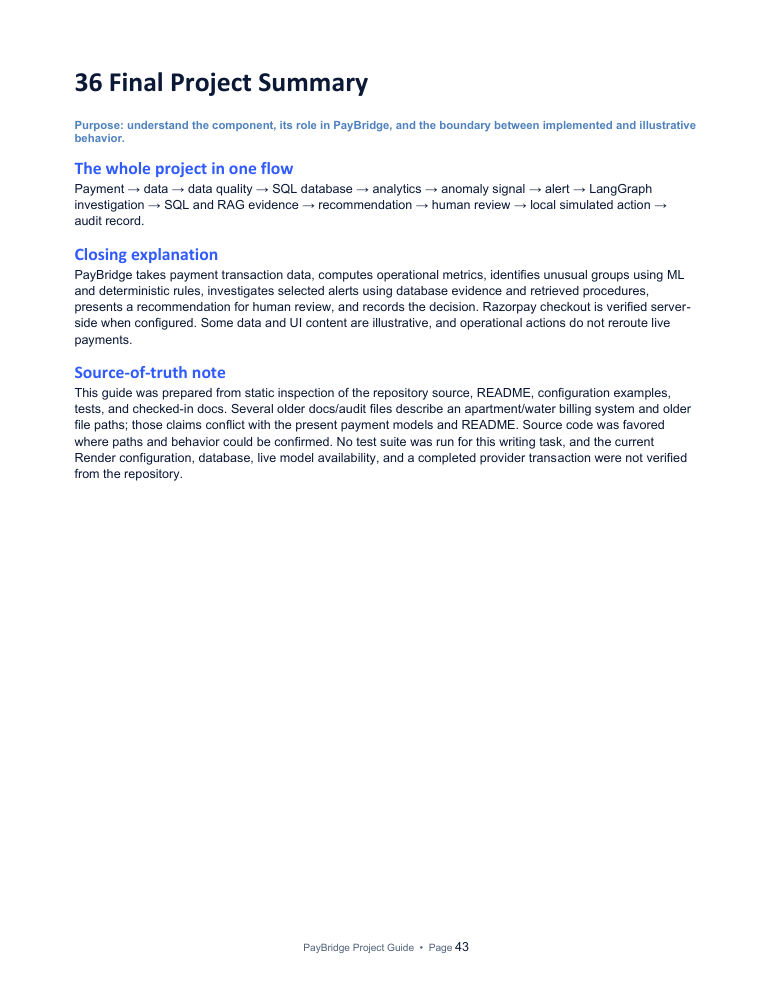 36 Final Project Summary
Purpose: understand the component, its role in PayBridge, and the boundary between implemented and illustrative
behavior.
The whole project in one flow
Payment → data → data quality → SQL database → analytics → anomaly signal → alert → LangGraph
investigation → SQL and RAG evidence → recommendation → human review → local simulated action →
audit record.
Closing explanation
PayBridge takes payment transaction data, computes operational metrics, identifies unusual groups using ML
and deterministic rules, investigates selected alerts using database evidence and retrieved procedures,
presents a recommendation for human review, and records the decision. Razorpay checkout is verified server-
side when configured. Some data and UI content are illustrative, and operational actions do not reroute live
payments.
Source-of-truth note
This guide was prepared from static inspection of the repository source, README, configuration examples,
tests, and checked-in docs. Several older docs/audit files describe an apartment/water billing system and older
file paths; those claims conflict with the present payment models and README. Source code was favored
where paths and behavior could be confirmed. No test suite was run for this writing task, and the current
Render configuration, database, live model availability, and a completed provider transaction were not verified
from the repository.
PayBridge Project Guide • Page 43